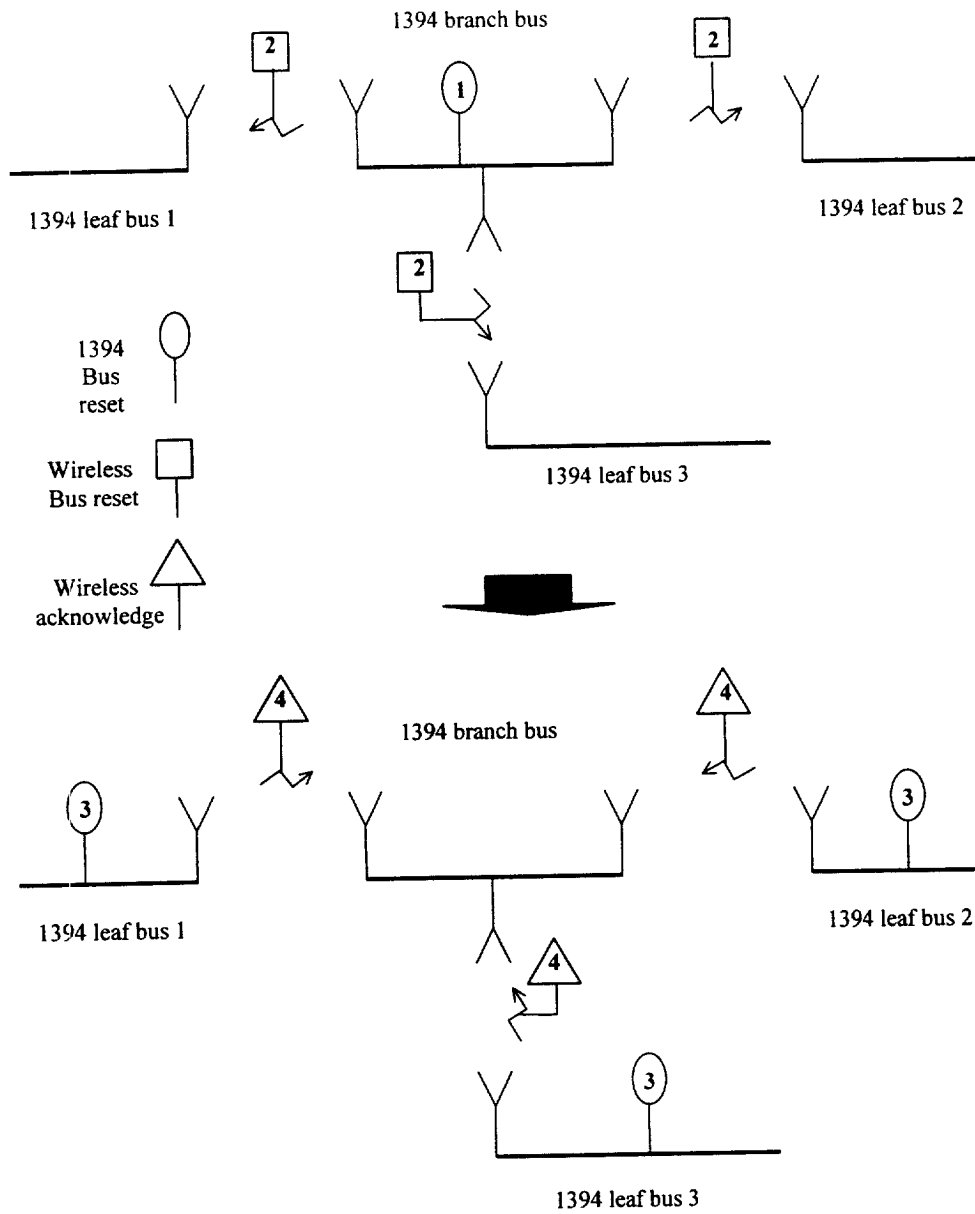 1394 branch bus
2
2
1
1394 leaf bus 1
1394 leaf bus 2
2
1394
Bus
reset
1394 leaf bus 3
Wireless
Bus reset
Wireless
acknowledge
4
4
1394 branch bus
3
3
1394 leaf bus 1
1394 leaf bus 2
4
3
1394 leaf bus 3